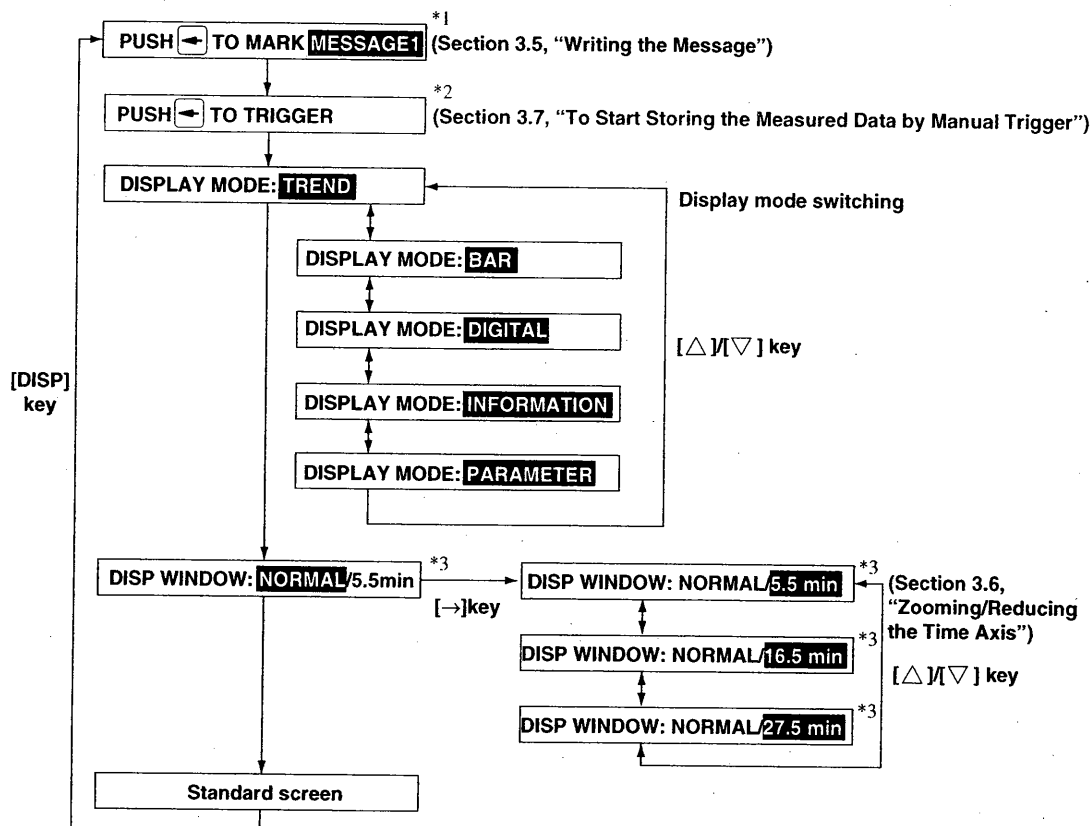 *1
PUSH [←] TO MARK MESSAGE1 (Section 3.5, “Writing the Message”)
*2
PUSH [←] TO TRIGGER (Section 3.7, “To Start Storing the Measured Data by Manual Trigger”)
DISPLAY MODE: TREND
Display mode switching
DISPLAY MODE: BAR
DISPLAY MODE: DIGITAL
[△]/[▽] key
DISPLAY MODE: INFORMATION
DISPLAY MODE: PARAMETER
[DISP]
key
DISP WINDOW: NORMAL/5.5min *3
[→]key
DISP WINDOW: NORMAL/5.5 min *3
(Section 3.6,
“Zooming/Reducing
the Time Axis”)
DISP WINDOW: NORMAL/16.5 min *3
[△]/[▽] key
DISP WINDOW: NORMAL/27.5 min *3
Standard screen